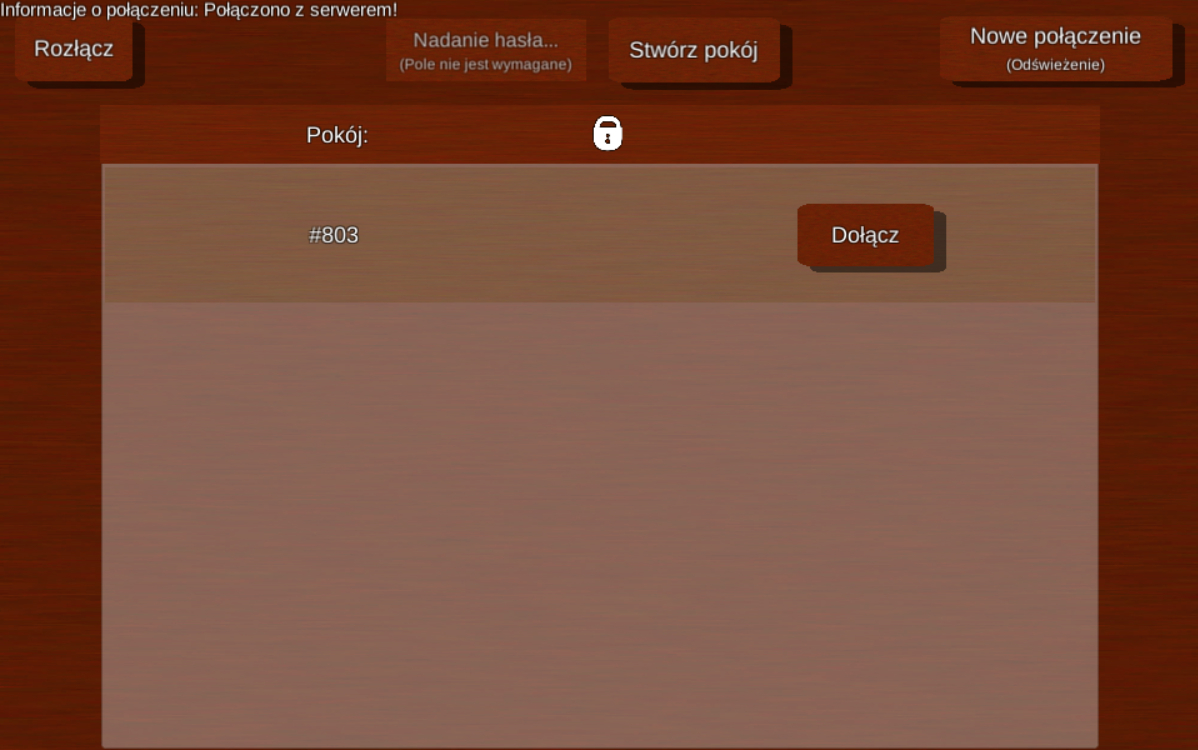 Informacje o połączeniu: Połączono z serwerem!
Rozłącz
Nadanie hasła...
(Pole nie jest wymagane)
Stwórz pokój
Nowe połączenie
(Odświeżenie)
Pokój:
#803
Dołącz